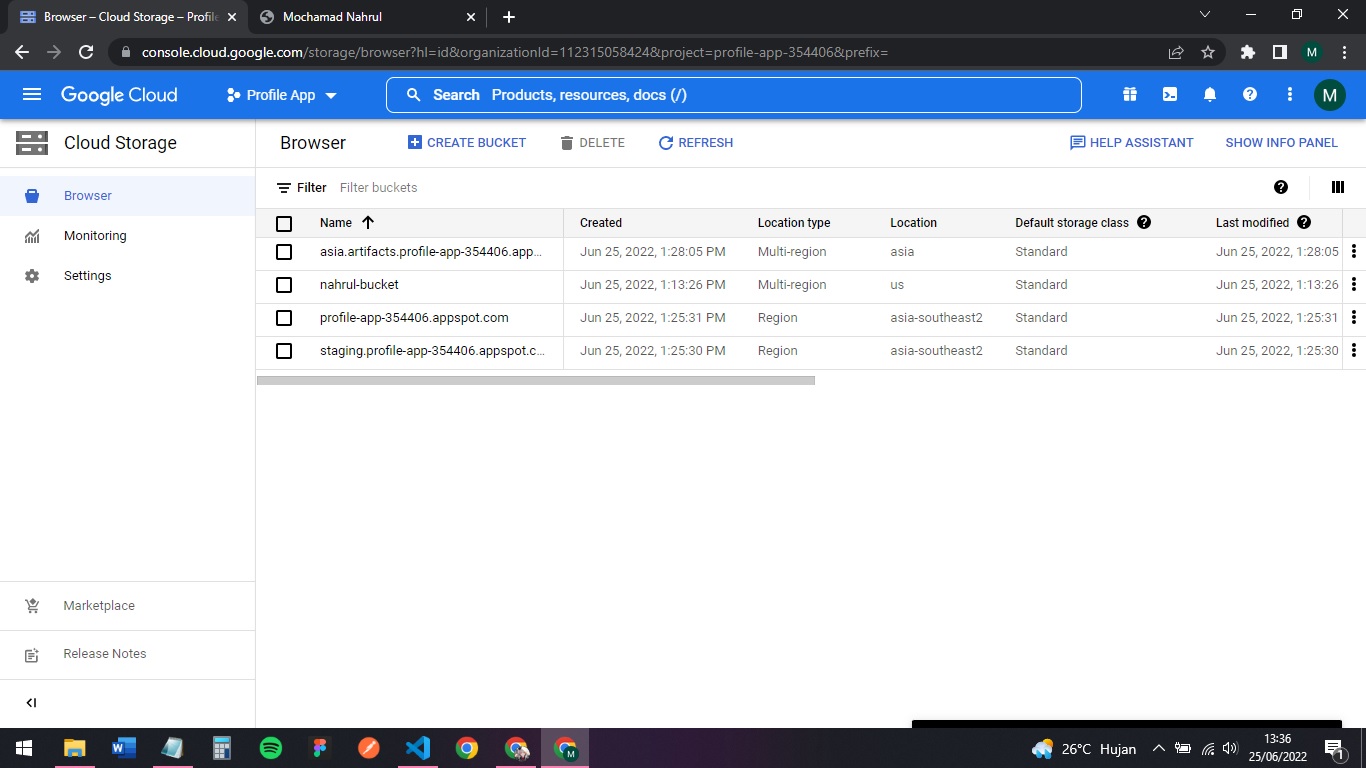 Browser – Cloud Storage – Profile
Mochamad Nahrul
console.cloud.google.com/storage/browser?hl=id&organizationId=112315058424&project=profile-app-354406&prefix=
M
Google Cloud
Profile App
Search Products, resources, docs (/)
M
Cloud Storage
Browser
Monitoring
Settings
Marketplace
Release Notes
Browser
CREATE BUCKET
DELETE
REFRESH
HELP ASSISTANT
SHOW INFO PANEL
Filter Filter buckets
Name Created Location type Location Default storage class Last modified
asia.artifacts.profile-app-354406.app... Jun 25, 2022, 1:28:05 PM Multi-region asia Standard Jun 25, 2022, 1:28:05
nahrul-bucket Jun 25, 2022, 1:13:26 PM Multi-region us Standard Jun 25, 2022, 1:13:26
profile-app-354406.appspot.com Jun 25, 2022, 1:25:31 PM Region asia-southeast2 Standard Jun 25, 2022, 1:25:31
staging.profile-app-354406.appspot.c... Jun 25, 2022, 1:25:30 PM Region asia-southeast2 Standard Jun 25, 2022, 1:25:30
26°C Hujan
13:36
25/06/2022
1